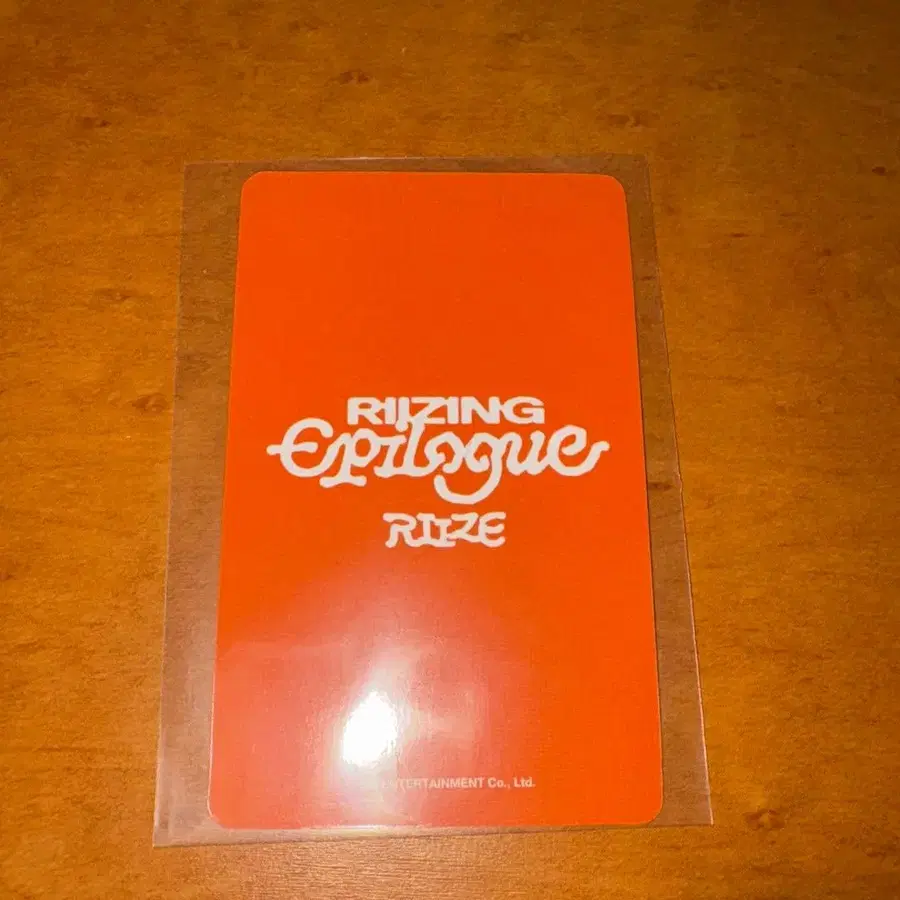 RIIZING
Epilogue
RIIZE
ENTERTAINMENT Co., Ltd.